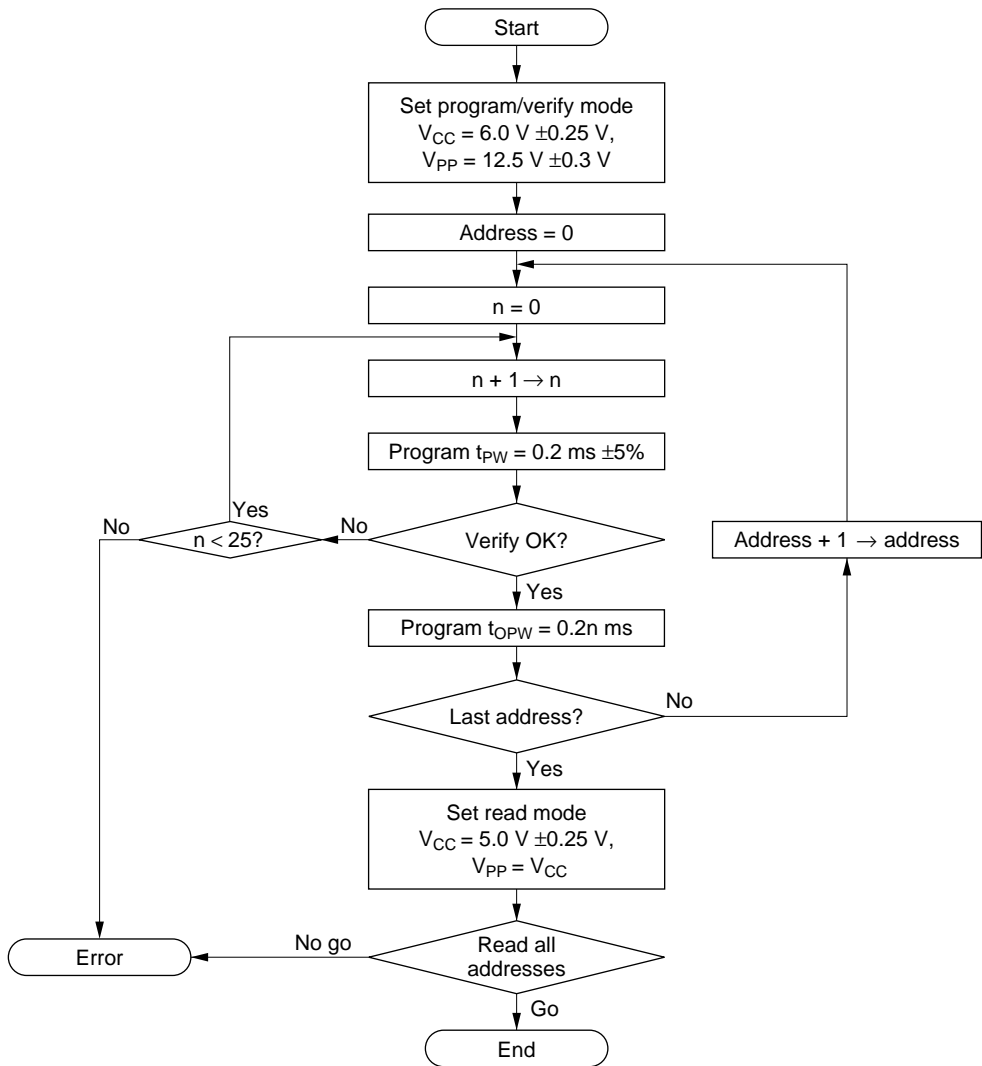 Start
Set program/verify mode
VCC = 6.0 V ±0.25 V,
VPP = 12.5 V ±0.3 V
Address = 0
n = 0
n + 1 → n
Program tPW = 0.2 ms ±5%
No
n < 25?
Yes
No
Verify OK?
Address + 1 → address
Yes
Program tOPW = 0.2n ms
Last address?
No
Yes
Set read mode
VCC = 5.0 V ±0.25 V,
VPP = VCC
Error
No go
Read all
addresses
Go
End